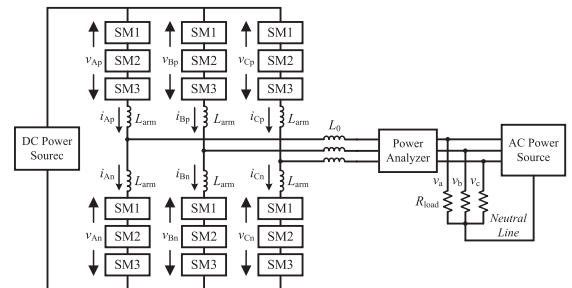 SM1 SM1 SM1
v_Ap SM2 v_Bp SM2 v_Cp SM2
SM3 SM3 SM3
i_Ap L_arm i_Bp L_arm i_Cp L_arm
L_0
DC Power
Sourec
Power
Analyzer
AC Power
Source
i_An L_arm i_Bn L_arm i_Cn L_arm
v_a v_b v_c
R_load
Neutral
Line
SM1 SM1 SM1
v_An SM2 v_Bn SM2 v_Cn SM2
SM3 SM3 SM3